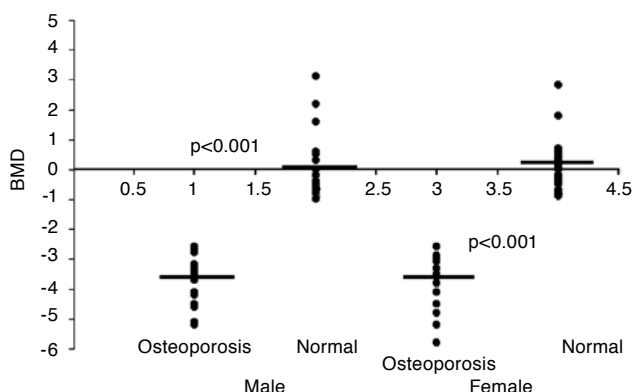 5
4
3
2
1
0
-1
-2
-3
-4
-5
-6
BMD
p<0.001
0.5 1 1.5 2 2.5 3 3.5 4 4.5
p<0.001
Osteoporosis Normal Osteoporosis Normal
Male Female